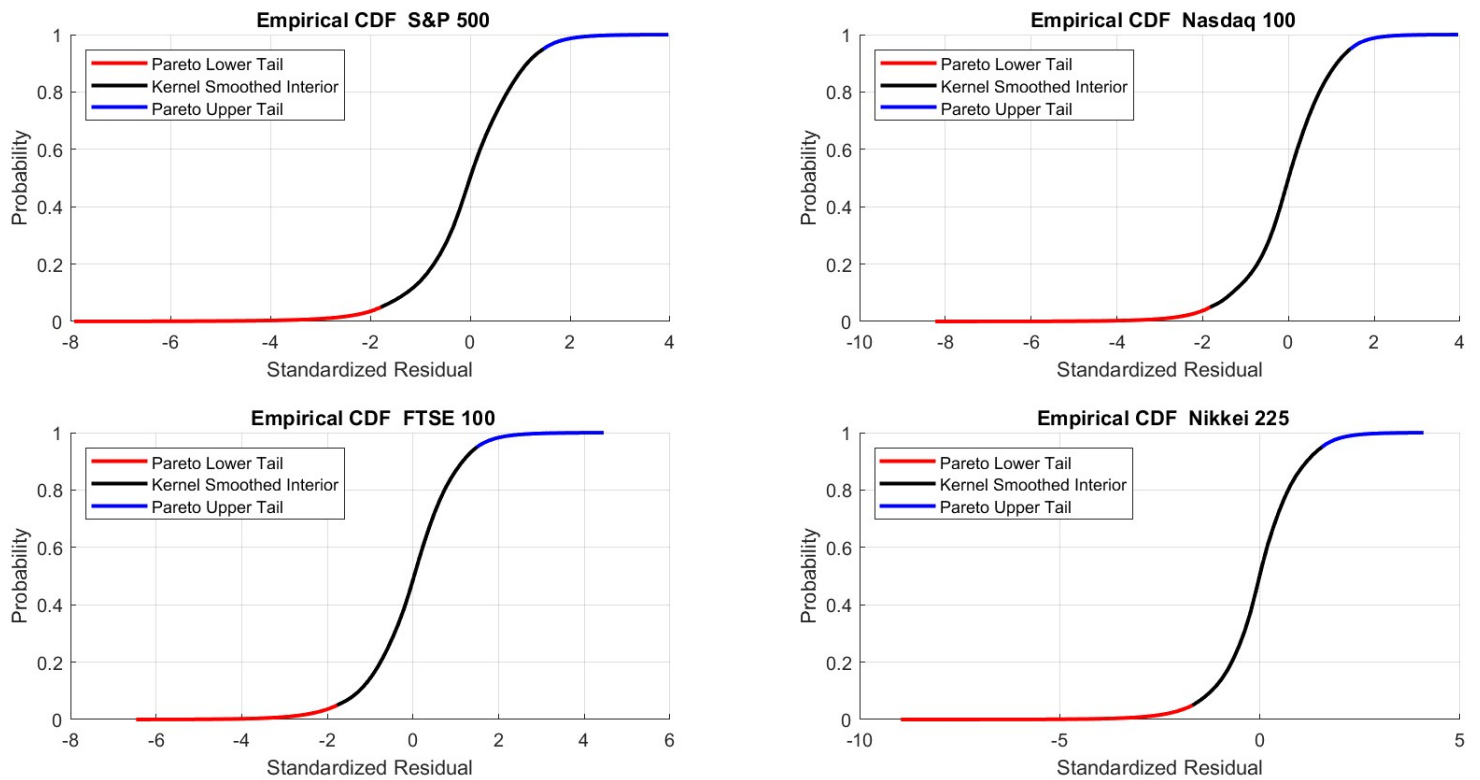 Empirical CDF  S&P 500
Probability
1
0.8
0.6
0.4
0.2
0
Pareto Lower Tail
Kernel Smoothed Interior
Pareto Upper Tail
-8 -6 -4 -2 0 2 4
Standardized Residual
Empirical CDF  Nasdaq 100
Probability
1
0.8
0.6
0.4
0.2
0
Pareto Lower Tail
Kernel Smoothed Interior
Pareto Upper Tail
-10 -8 -6 -4 -2 0 2 4
Standardized Residual
Empirical CDF  FTSE 100
Probability
1
0.8
0.6
0.4
0.2
0
Pareto Lower Tail
Kernel Smoothed Interior
Pareto Upper Tail
-8 -6 -4 -2 0 2 4 6
Standardized Residual
Empirical CDF  Nikkei 225
Probability
1
0.8
0.6
0.4
0.2
0
Pareto Lower Tail
Kernel Smoothed Interior
Pareto Upper Tail
-10 -5 0 5
Standardized Residual